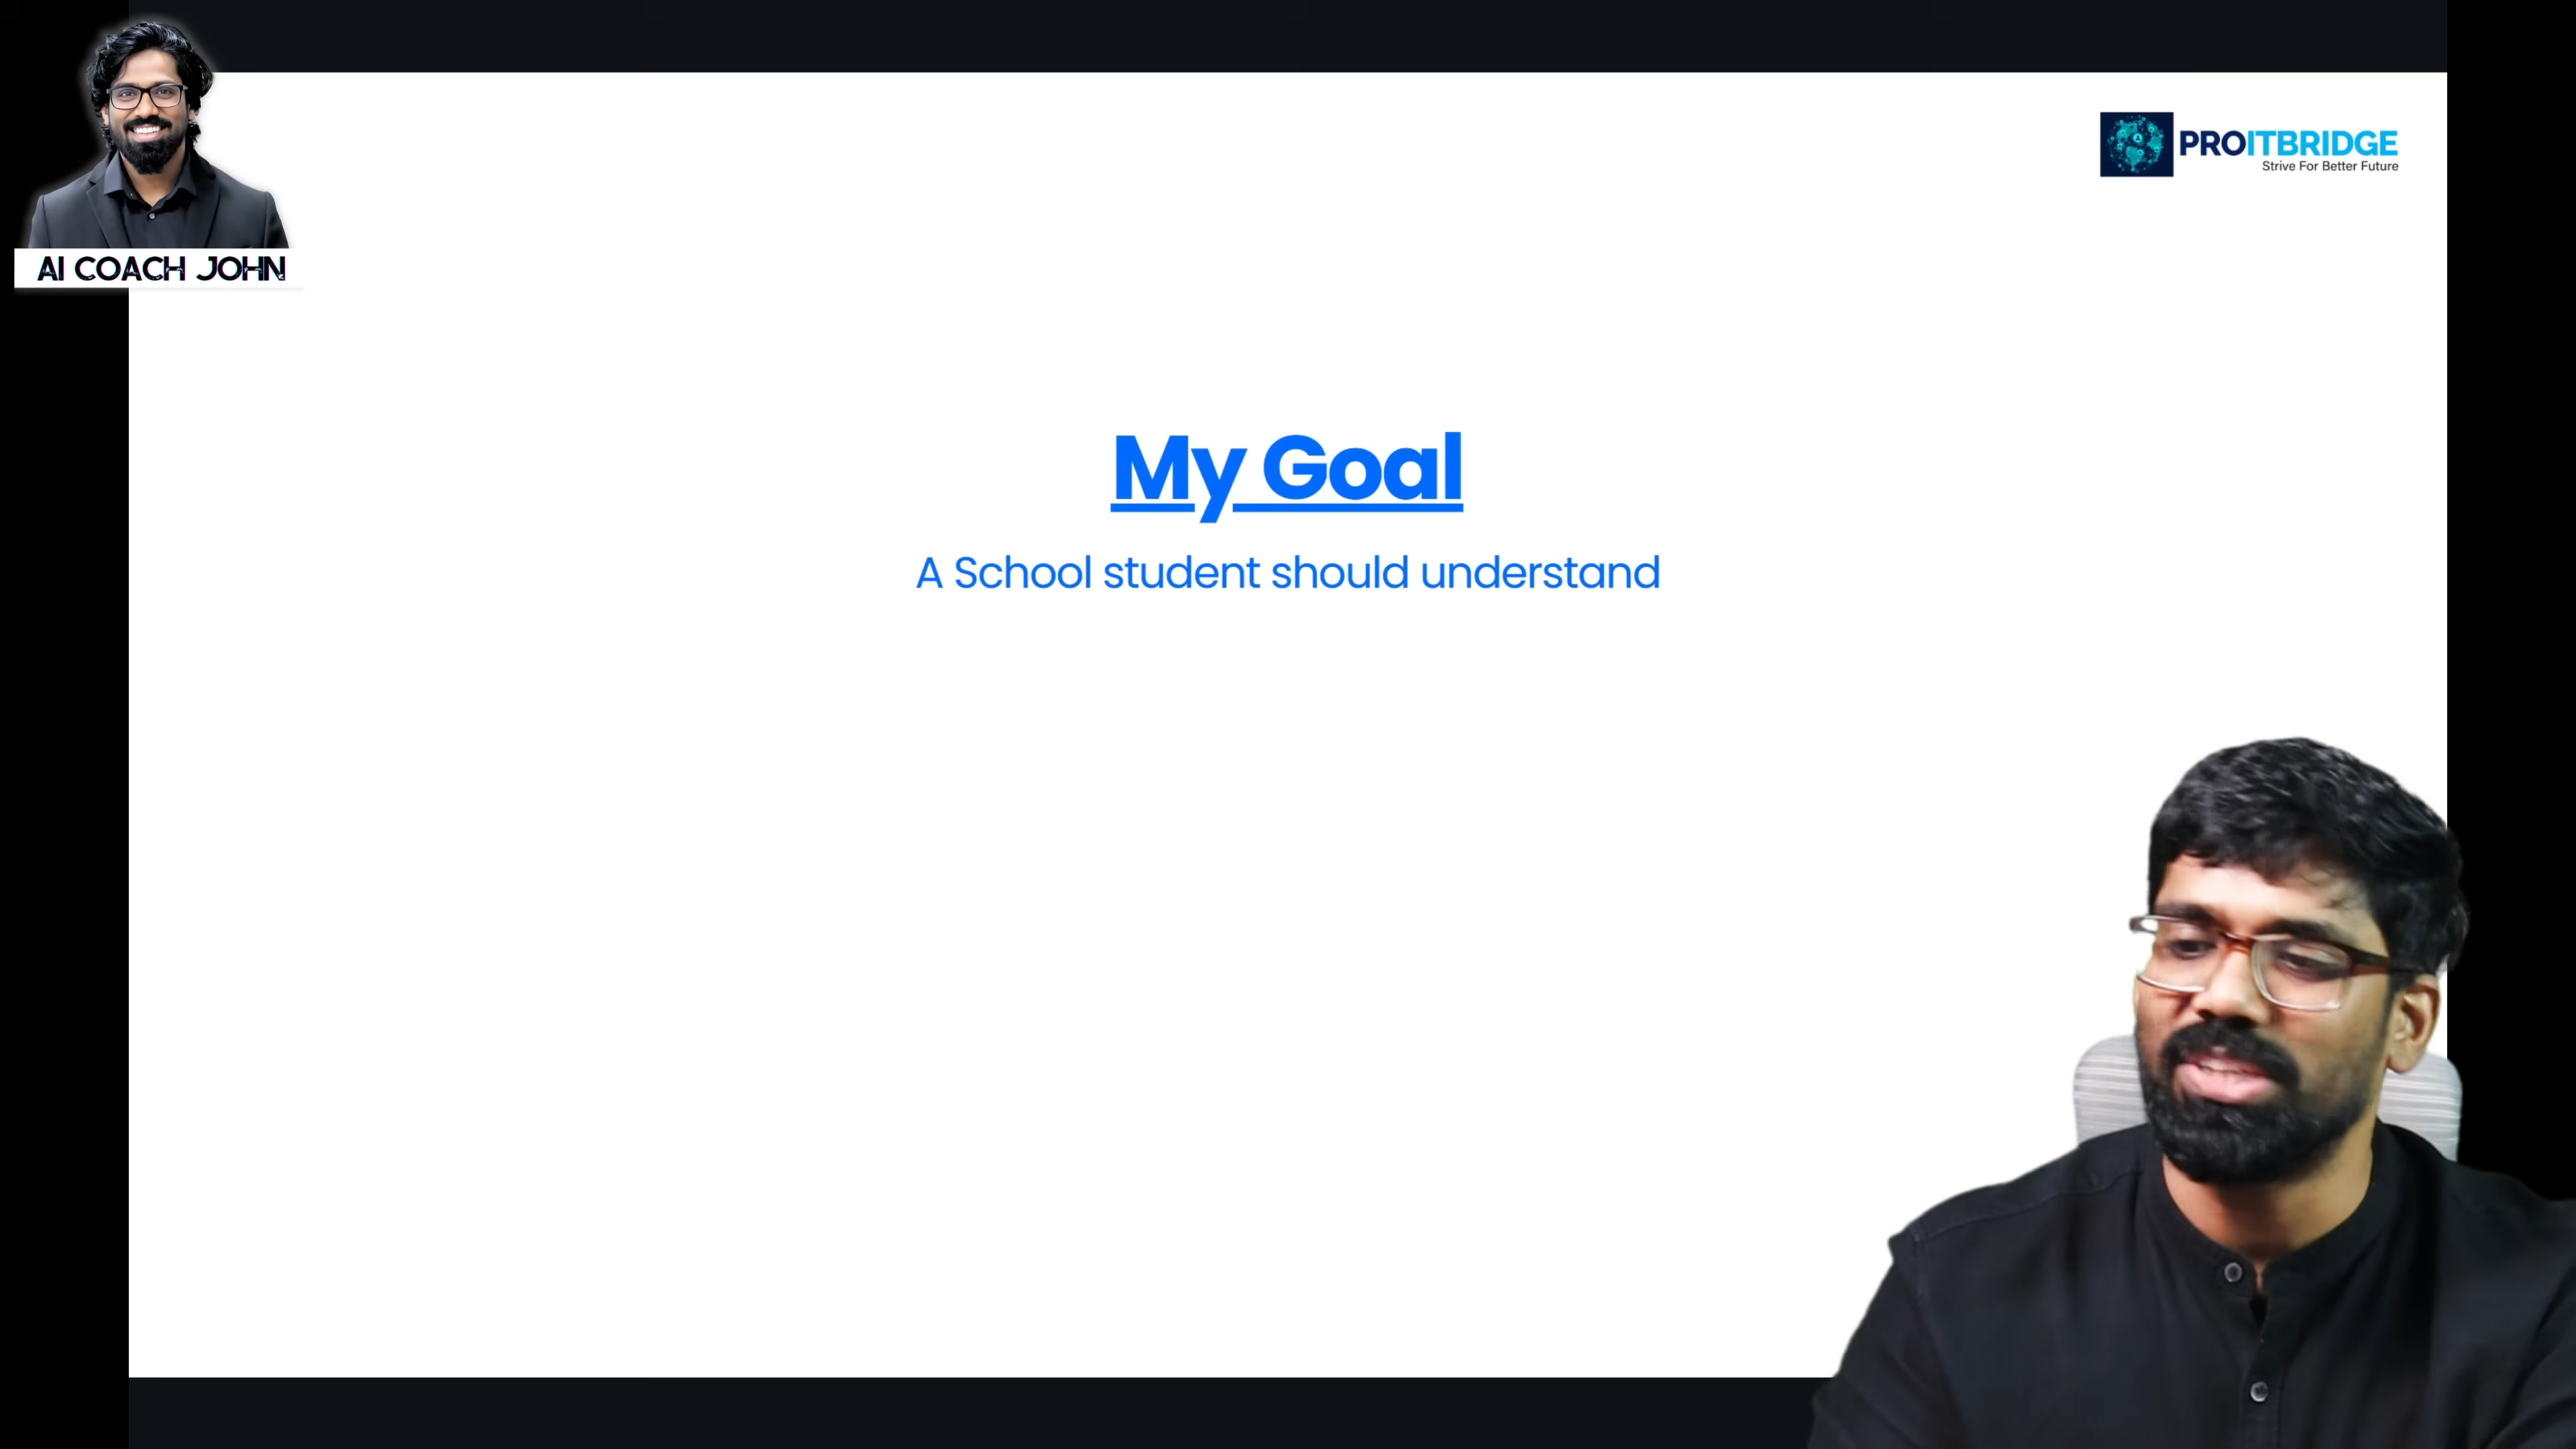 AI COACH JOHN
PROITBRIDGE
Strive For Better Future
My Goal
A School student should understand